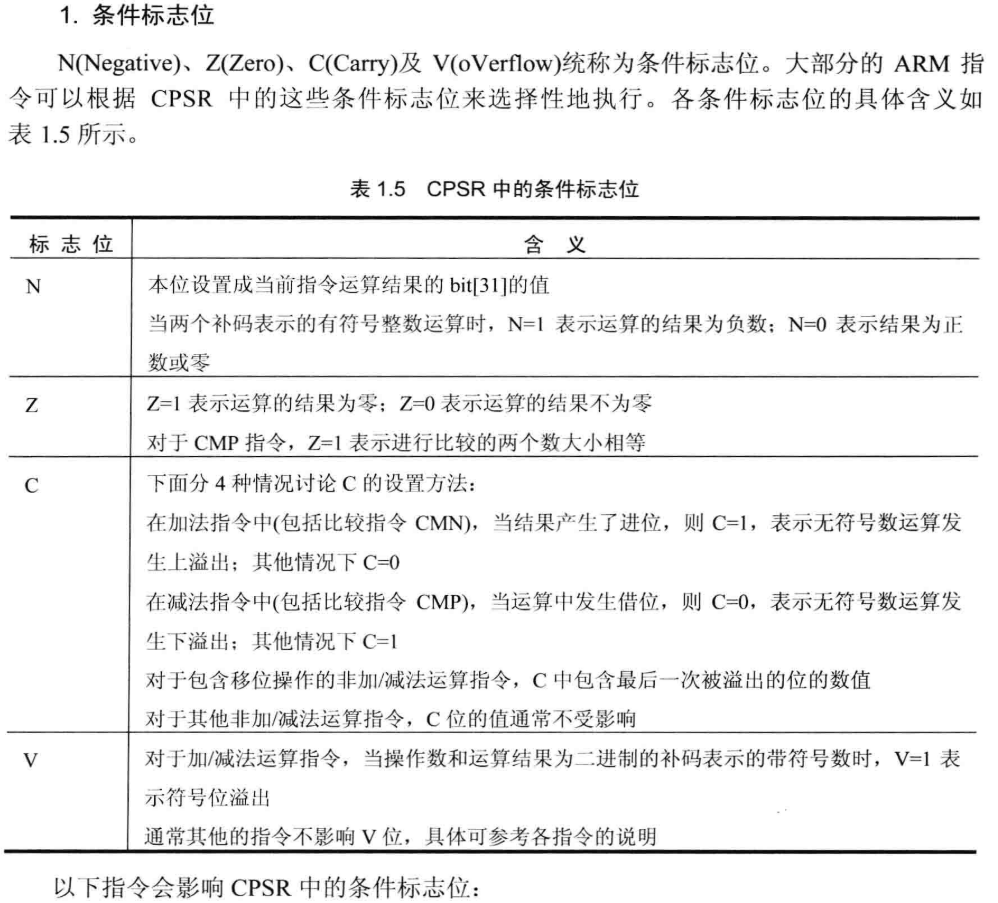 1. 条件标志位
N(Negative)、Z(Zero)、C(Carry)及 V(oVerflow)统称为条件标志位。大部分的 ARM 指
令可以根据 CPSR 中的这些条件标志位来选择性地执行。各条件标志位的具体含义如
表 1.5 所示。
表 1.5 CPSR 中的条件标志位
标 志 位 含 义
N 本位设置成当前指令运算结果的 bit[31]的值
当两个补码表示的有符号整数运算时，N=1 表示运算的结果为负数；N=0 表示结果为正
数或零
Z Z=1 表示运算的结果为零；Z=0 表示运算的结果不为零
对于 CMP 指令，Z=1 表示进行比较的两个数大小相等
C 下面分 4 种情况讨论 C 的设置方法：
在加法指令中(包括比较指令 CMN)，当结果产生了进位，则 C=1，表示无符号数运算发
生上溢出；其他情况下 C=0
在减法指令中(包括比较指令 CMP)，当运算中发生借位，则 C=0，表示无符号数运算发
生下溢出；其他情况下 C=1
对于包含移位操作的非加/减法运算指令，C 中包含最后一次被溢出的位的数值
对于其他非加/减法运算指令，C 位的值通常不受影响
V 对于加/减法运算指令，当操作数和运算结果为二进制的补码表示的带符号数时，V=1 表
示符号位溢出
通常其他的指令不影响 V 位，具体可参考各指令的说明
以下指令会影响 CPSR 中的条件标志位：